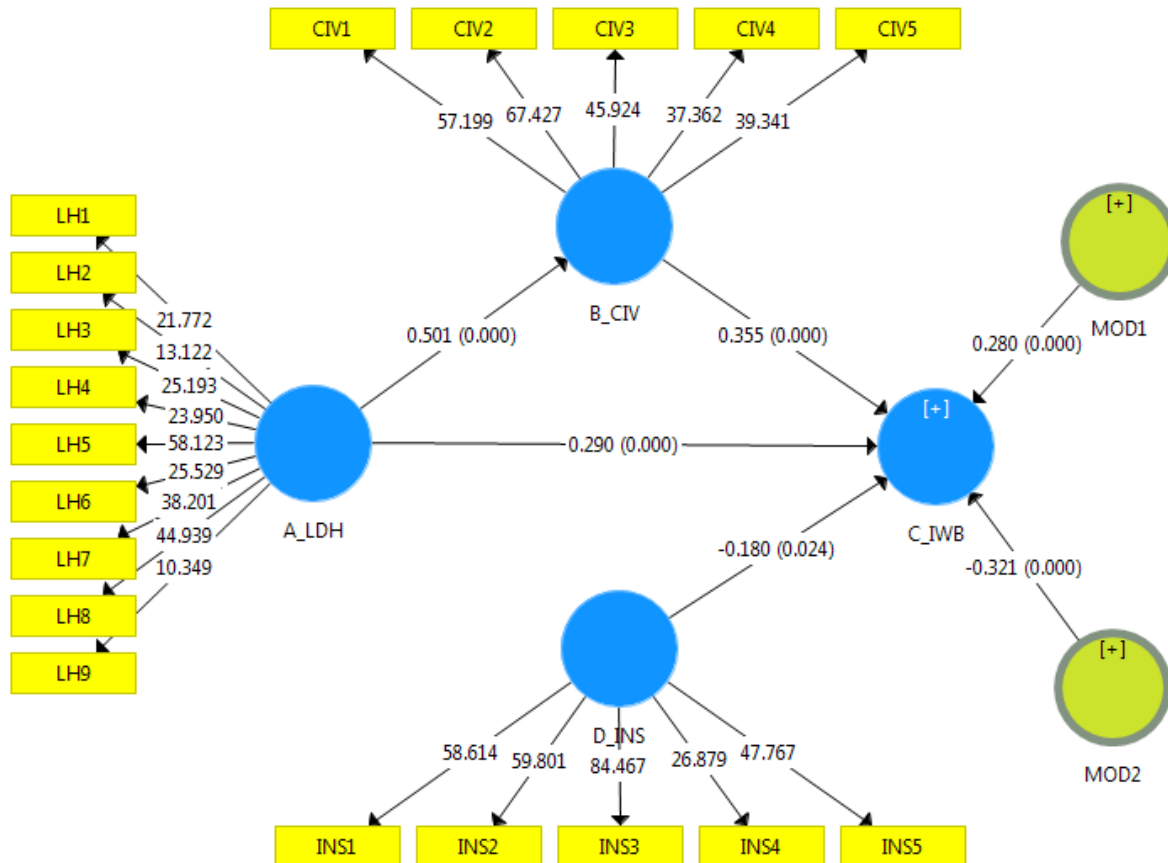 CIV1
CIV2
CIV3
CIV4
CIV5
57.199
67.427
45.924
37.362
39.341
LH1
LH2
LH3
LH4
LH5
LH6
LH7
LH8
LH9
21.772
13.122
25.193
23.950
58.123
25.529
38.201
44.939
10.349
A_LDH
B_CIV
0.501 (0.000)
0.355 (0.000)
0.290 (0.000)
[+]
C_IWB
[+]
MOD1
0.280 (0.000)
-0.180 (0.024)
-0.321 (0.000)
[+]
MOD2
D_INS
58.614
59.801
84.467
26.879
47.767
INS1
INS2
INS3
INS4
INS5